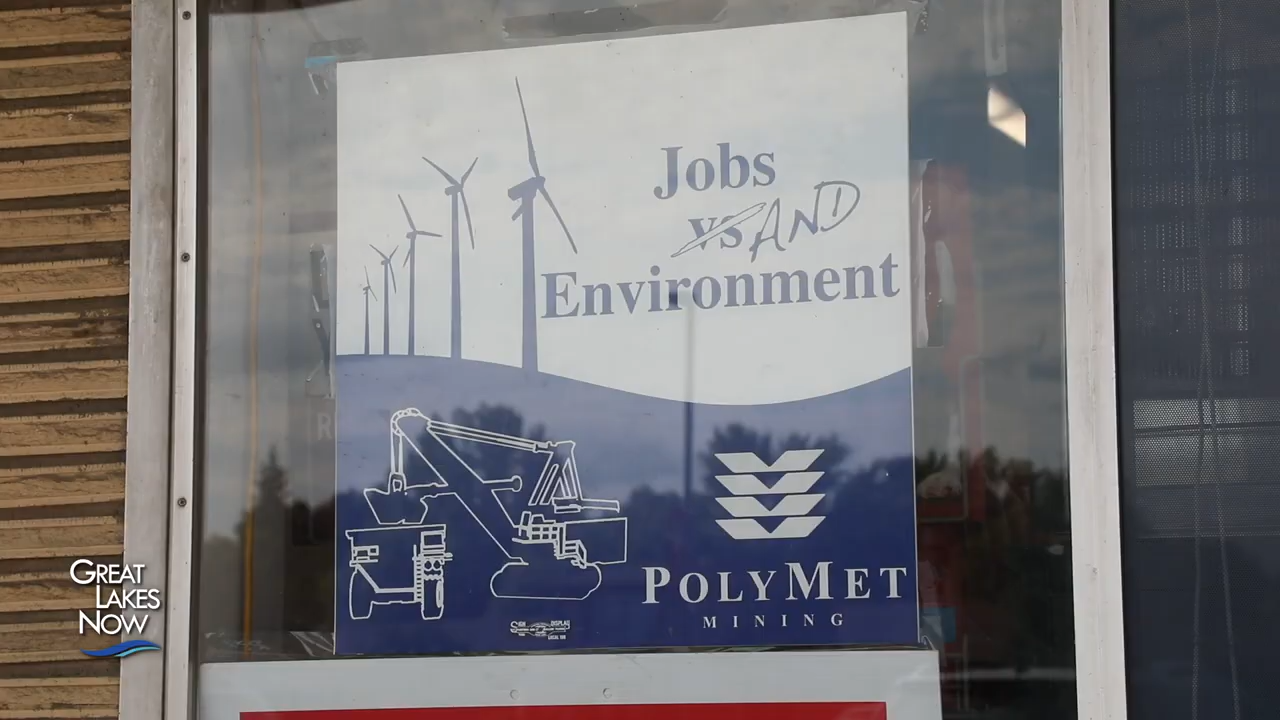 Jobs
vs AND
Environment
POLYMET
MINING
GREAT
LAKES
NOW